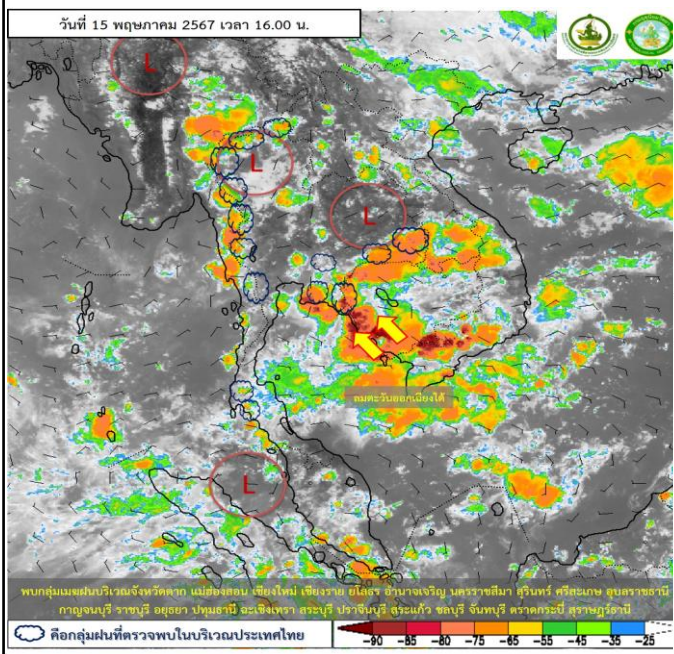 วันที่ 15 พฤษภาคม 2567 เวลา 16.00 น.
L
L
L
ลมตะวันออกเฉียงใต้
L
พบกลุ่มเมฆฝนบริเวณจังหวัดตาก แม่ฮ่องสอน เชียงใหม่ เชียงราย ยโสธร อำนาจเจริญ นครราชสีมา สุรินทร์ ศรีสะเกษ อุบลราชธานี
กาญจนบุรี ราชบุรี อยุธยา ปทุมธานี ฉะเชิงเทรา สระบุรี ปราจีนบุรี สระแก้ว ชลบุรี จันทบุรี ตราดกระบี่ สุราษฎร์ธานี
คือกลุ่มฝนที่ตรวจพบในบริเวณประเทศไทย
-90 -85 -80 -75 -65 -55 -45 -35 -25